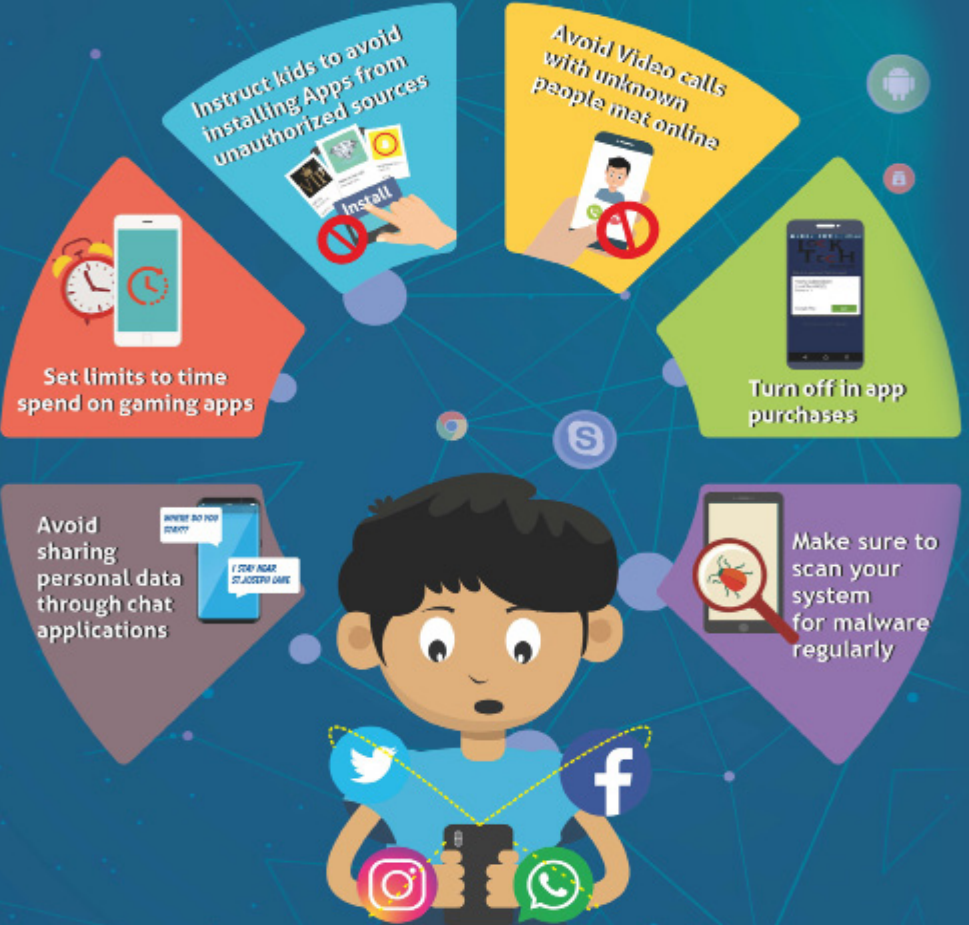 Instruct kids to avoid
installing Apps from
unauthorized sources
VIP
Install
Avoid Video calls
with unknown
people met online
Set limits to time
spend on gaming apps
Turn off in app
purchases
Avoid
sharing
personal data
through chat
applications
WHERE DO YOU
STAY??
I STAY NEAR
ST.JOSEPH LANE
Make sure to
scan your
system
for malware
regularly